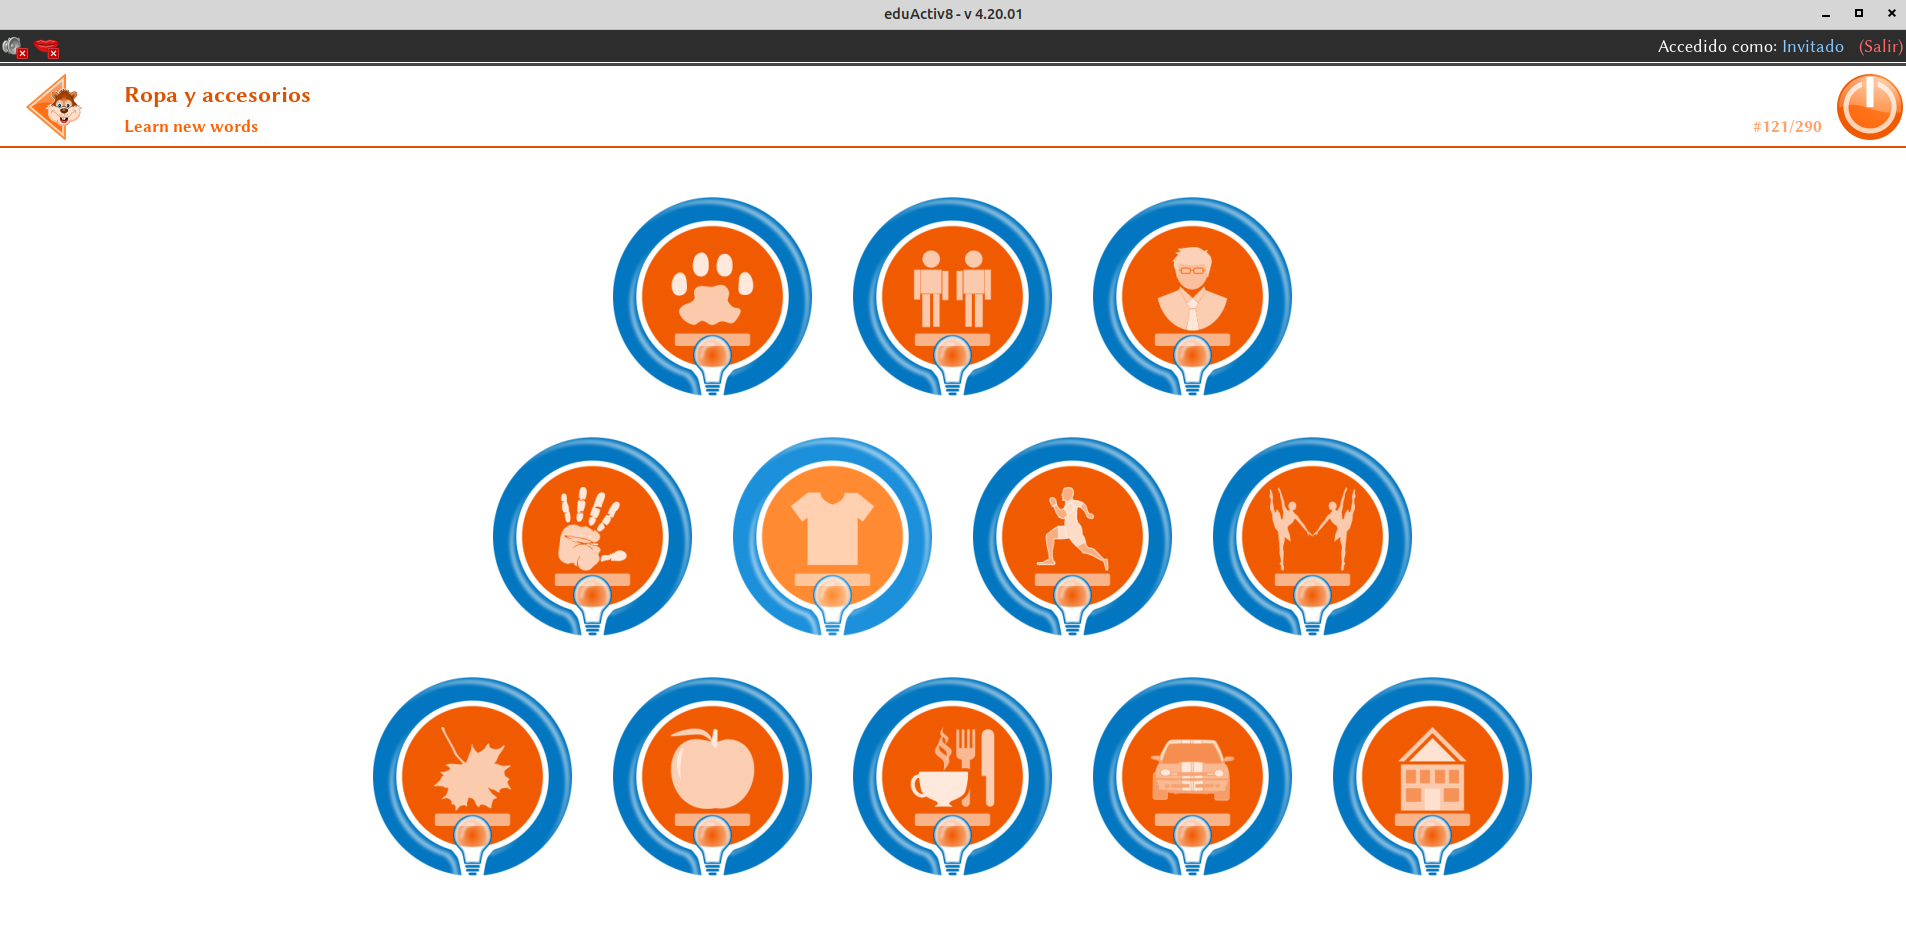 eduActiv8 - v 4.20.01
Accedido como: Invitado (Salir)
Ropa y accesorios
Learn new words
#121/290